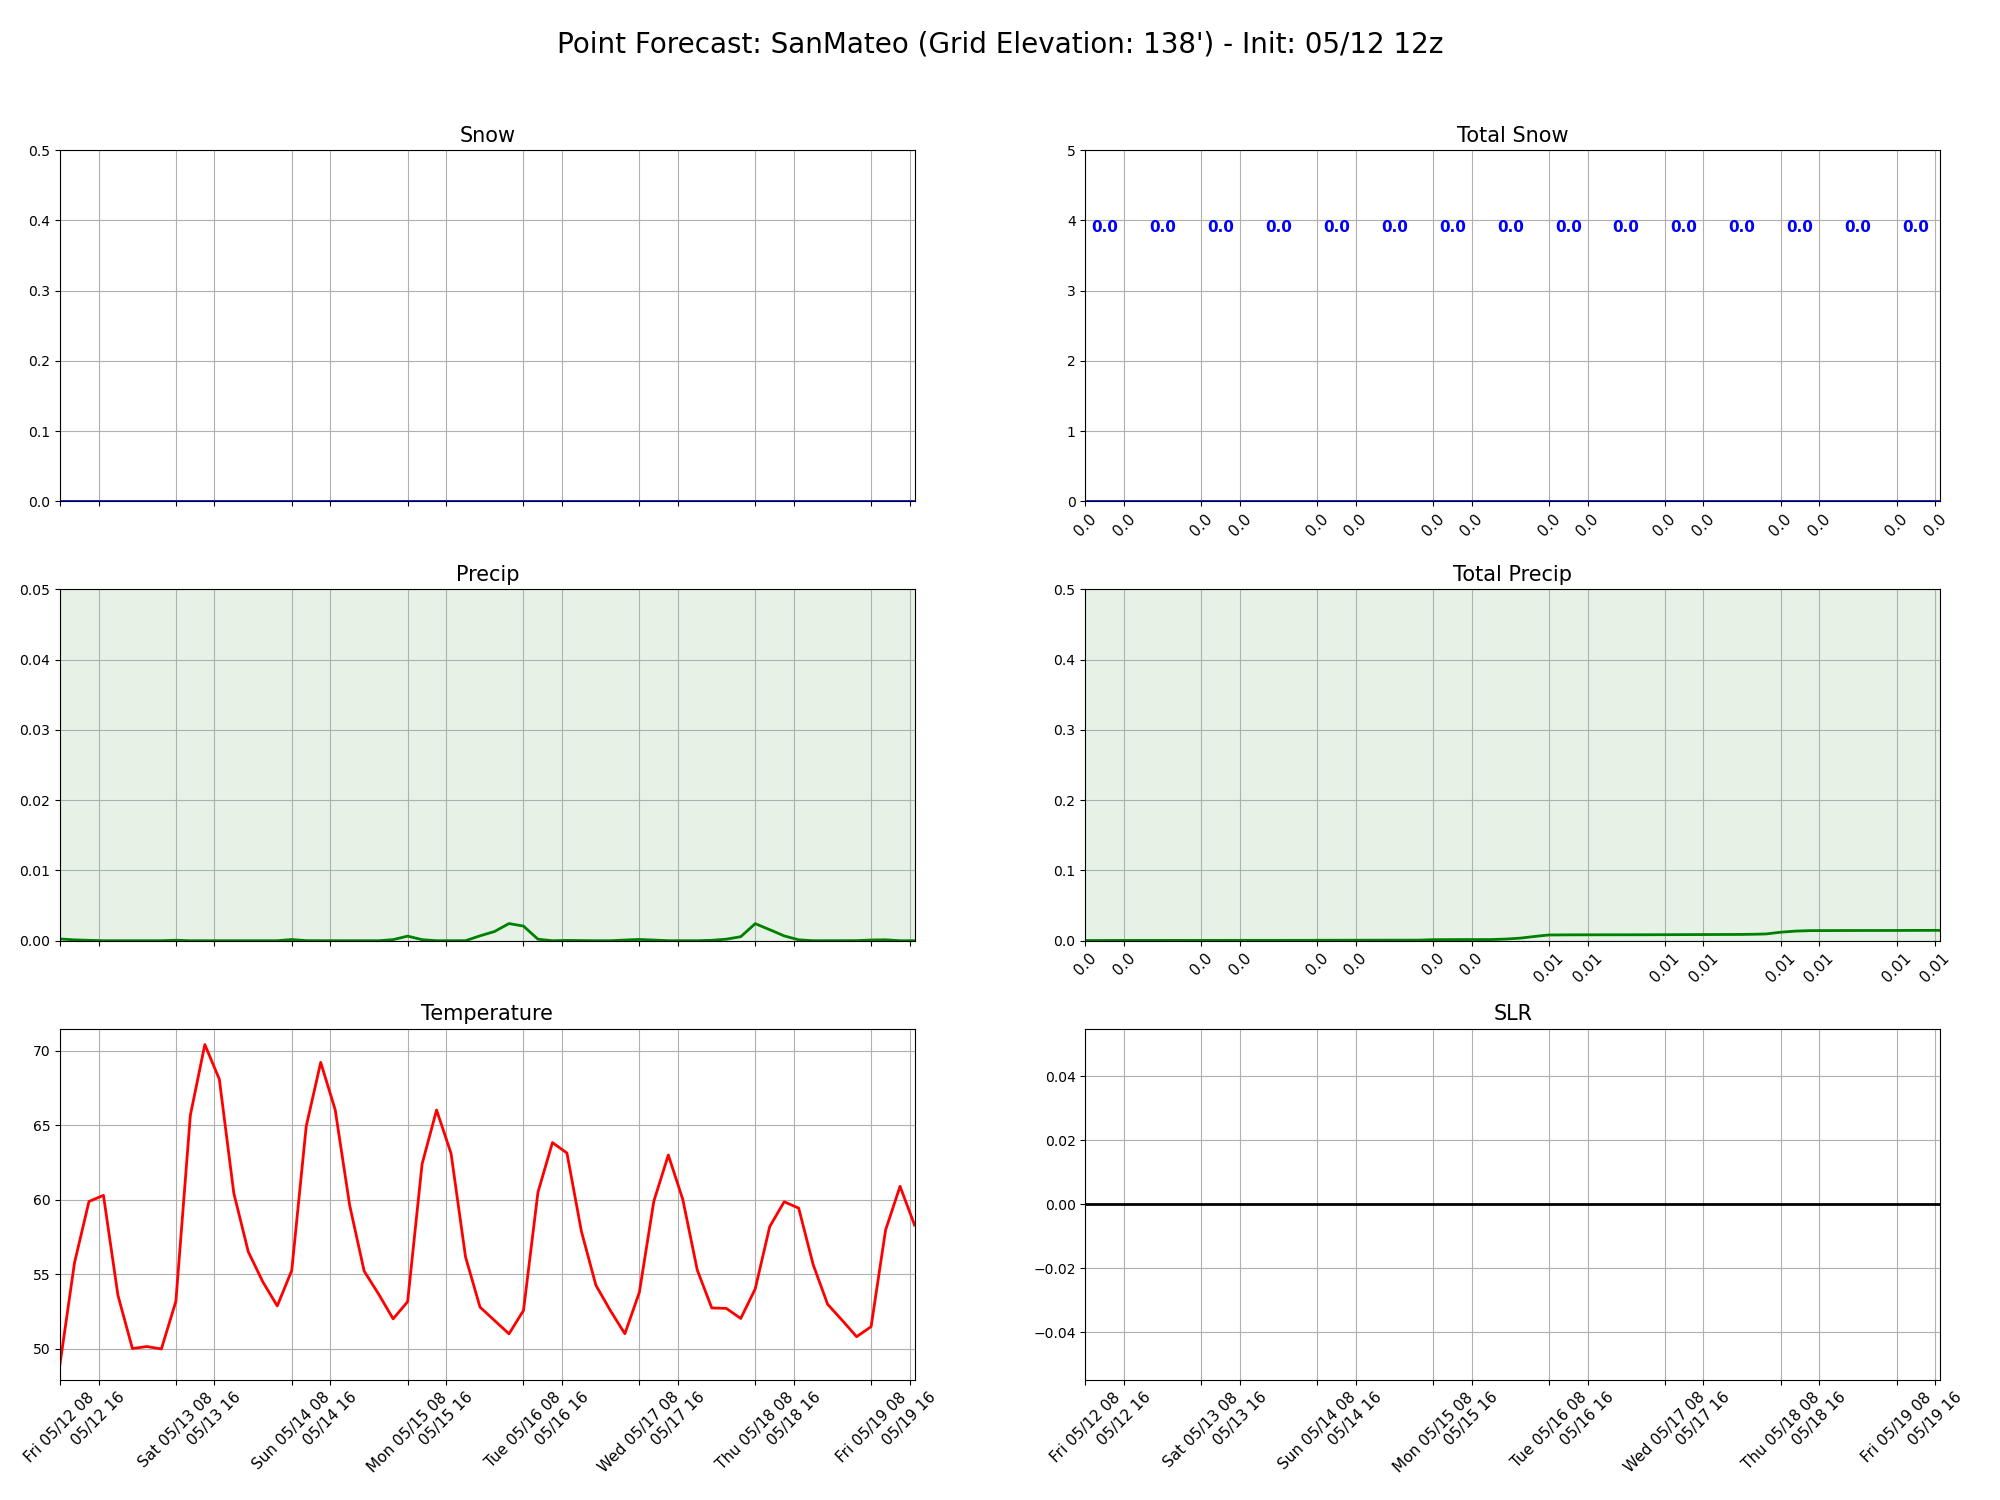 Point Forecast: SanMateo (Grid Elevation: 138') - Init: 05/12 12z
Snow
0.5
0.4
0.3
0.2
0.1
0.0
Total Snow
5
4
3
2
1
0
0.0 0.0 0.0 0.0 0.0 0.0 0.0 0.0 0.0 0.0 0.0 0.0 0.0 0.0 0.0
0.0 0.0 0.0 0.0 0.0 0.0 0.0 0.0 0.0 0.0 0.0 0.0 0.0 0.0 0.0 0.0
Precip
0.05
0.04
0.03
0.02
0.01
0.00
Total Precip
0.5
0.4
0.3
0.2
0.1
0.0
0.0 0.0 0.0 0.0 0.0 0.0 0.0 0.0 0.01 0.01 0.01 0.01 0.01 0.01 0.01 0.01
Temperature
70
65
60
55
50
Fri 05/12 08
05/12 16
Sat 05/13 08
05/13 16
Sun 05/14 08
05/14 16
Mon 05/15 08
05/15 16
Tue 05/16 08
05/16 16
Wed 05/17 08
05/17 16
Thu 05/18 08
05/18 16
Fri 05/19 08
05/19 16
SLR
0.04
0.02
0.00
−0.02
−0.04
Fri 05/12 08
05/12 16
Sat 05/13 08
05/13 16
Sun 05/14 08
05/14 16
Mon 05/15 08
05/15 16
Tue 05/16 08
05/16 16
Wed 05/17 08
05/17 16
Thu 05/18 08
05/18 16
Fri 05/19 08
05/19 16